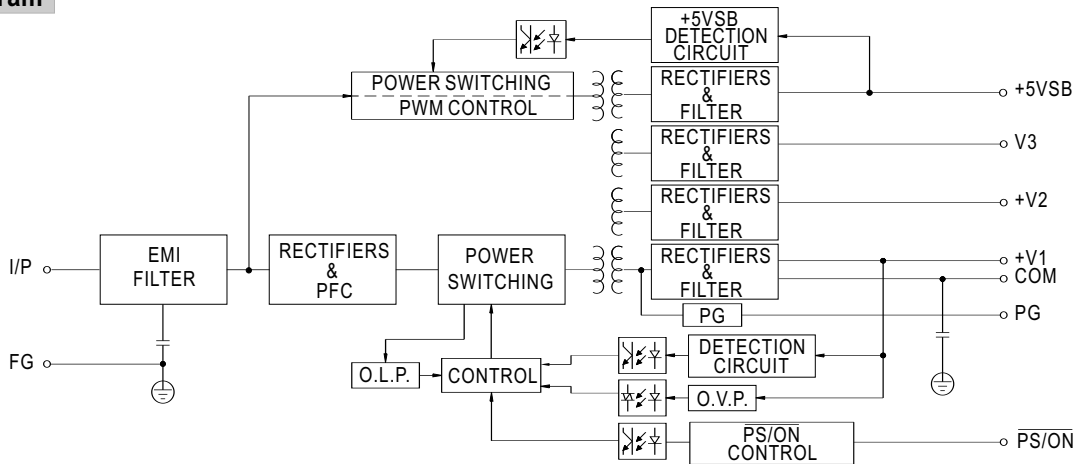 +5VSB
DETECTION
CIRCUIT
POWER SWITCHING
PWM CONTROL
RECTIFIERS
&
FILTER
+5VSB
RECTIFIERS
&
FILTER
V3
RECTIFIERS
&
FILTER
+V2
I/P
EMI
FILTER
RECTIFIERS
&
PFC
POWER
SWITCHING
RECTIFIERS
&
FILTER
+V1
COM
PG
PG
FG
O.L.P.
CONTROL
DETECTION
CIRCUIT
O.V.P.
PS/ON
CONTROL
PS/ON